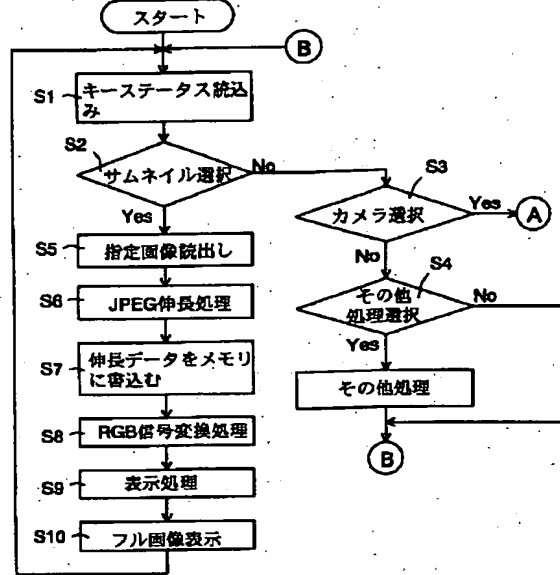 スタート
B
S1
キーステータス読込
み
S2
サムネイル選択
No
S3
カメラ選択
Yes
A
Yes
No
S5
指定画像読出し
S4
その他
処理選択
No
S6
JPEG伸長処理
Yes
S7
伸長データをメモリ
に書込む
その他処理
S8
RGB信号変換処理
B
S9
表示処理
S10
フル画像表示